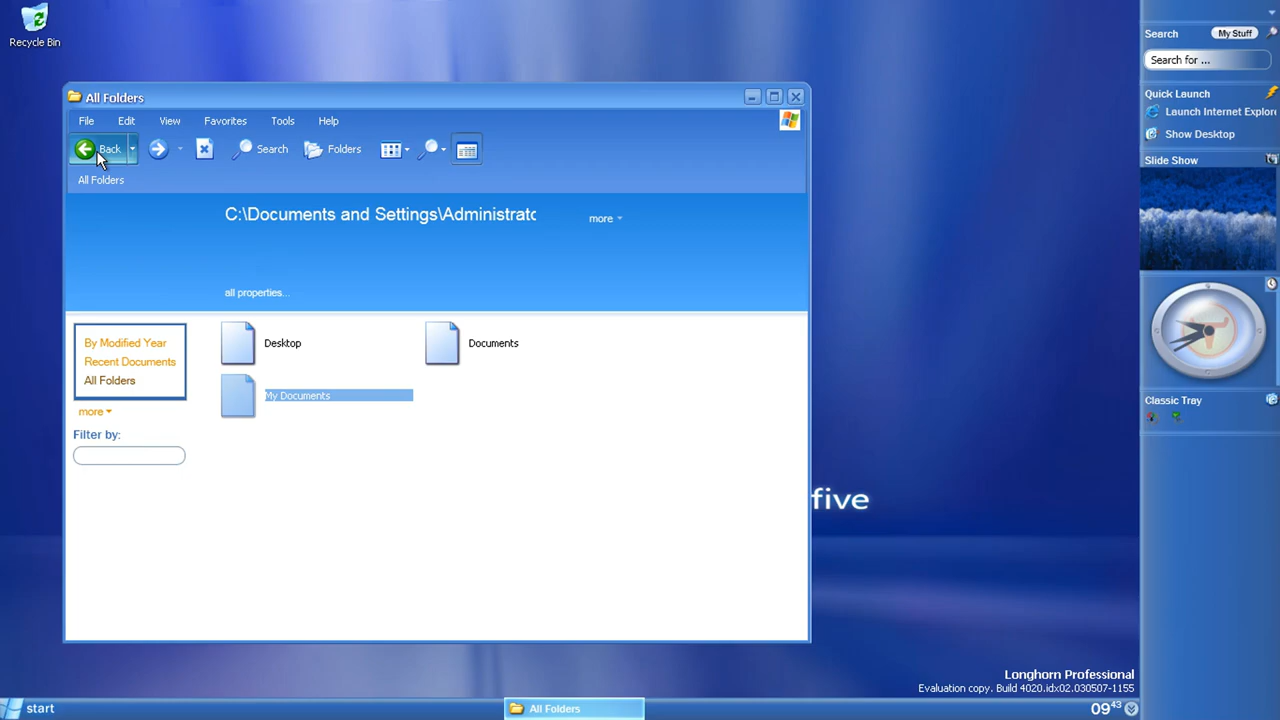 Recycle Bin
All Folders
File Edit View Favorites Tools Help
Back Search Folders
All Folders
C:\Documents and Settings\Administrato
more
all properties...
By Modified Year
Recent Documents
All Folders
more
Filter by:
Desktop
Documents
My Documents
five
Search My Stuff
Search for ...
Quick Launch
Launch Internet Explor
Show Desktop
Slide Show
Classic Tray
Longhorn Professional
Evaluation copy. Build 4020.idx02.030507-1155
start
All Folders
09 43